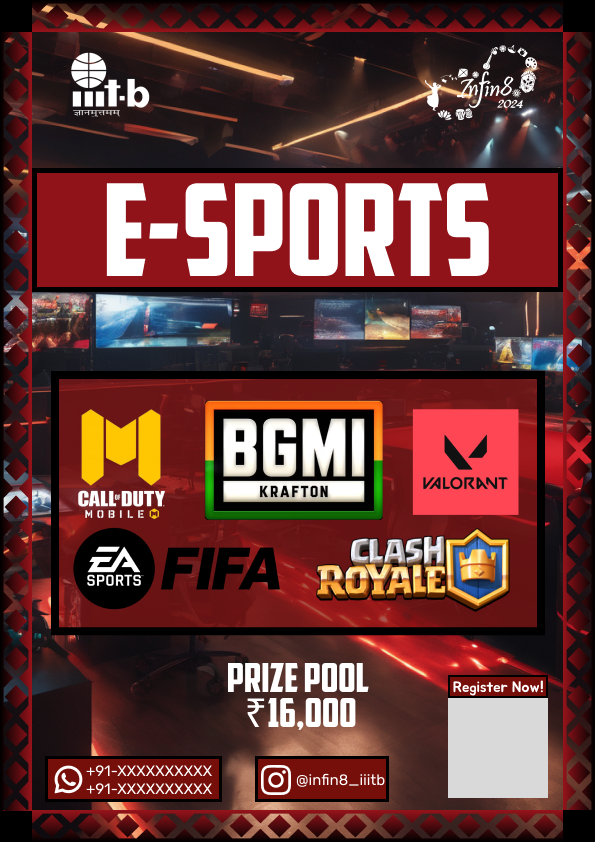 iiit-b
ज्ञानमुत्तमम्
Infin8
2024
E-SPORTS
CALL OF DUTY
MOBILE
BGMI
KRAFTON
VALORANT
EA
SPORTS
FIFA
CLASH
ROYALE
PRIZE POOL
₹16,000
Register Now!
+91-XXXXXXXXXX
+91-XXXXXXXXXX
@infin8_iiitb